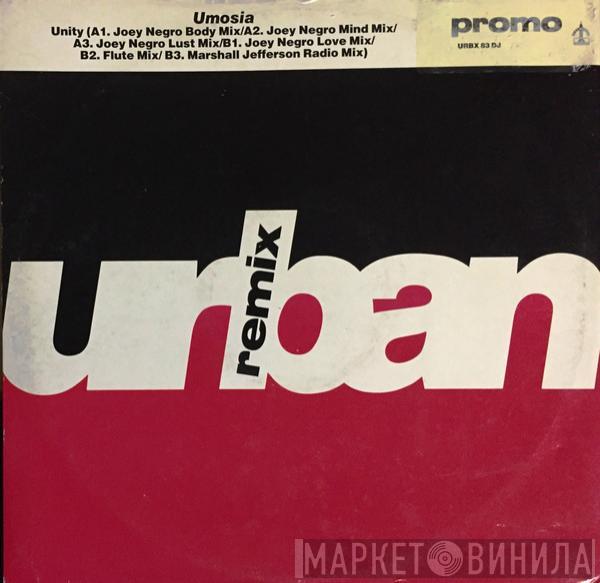 Umosia
Unity (A1. Joey Negro Body Mix/A2. Joey Negro Mind Mix/
A3. Joey Negro Lust Mix/B1. Joey Negro Love Mix/
B2. Flute Mix/ B3. Marshall Jefferson Radio Mix)
promo
URBX 83 DJ
urban
remix
МАРКЕТ ВИНИЛА